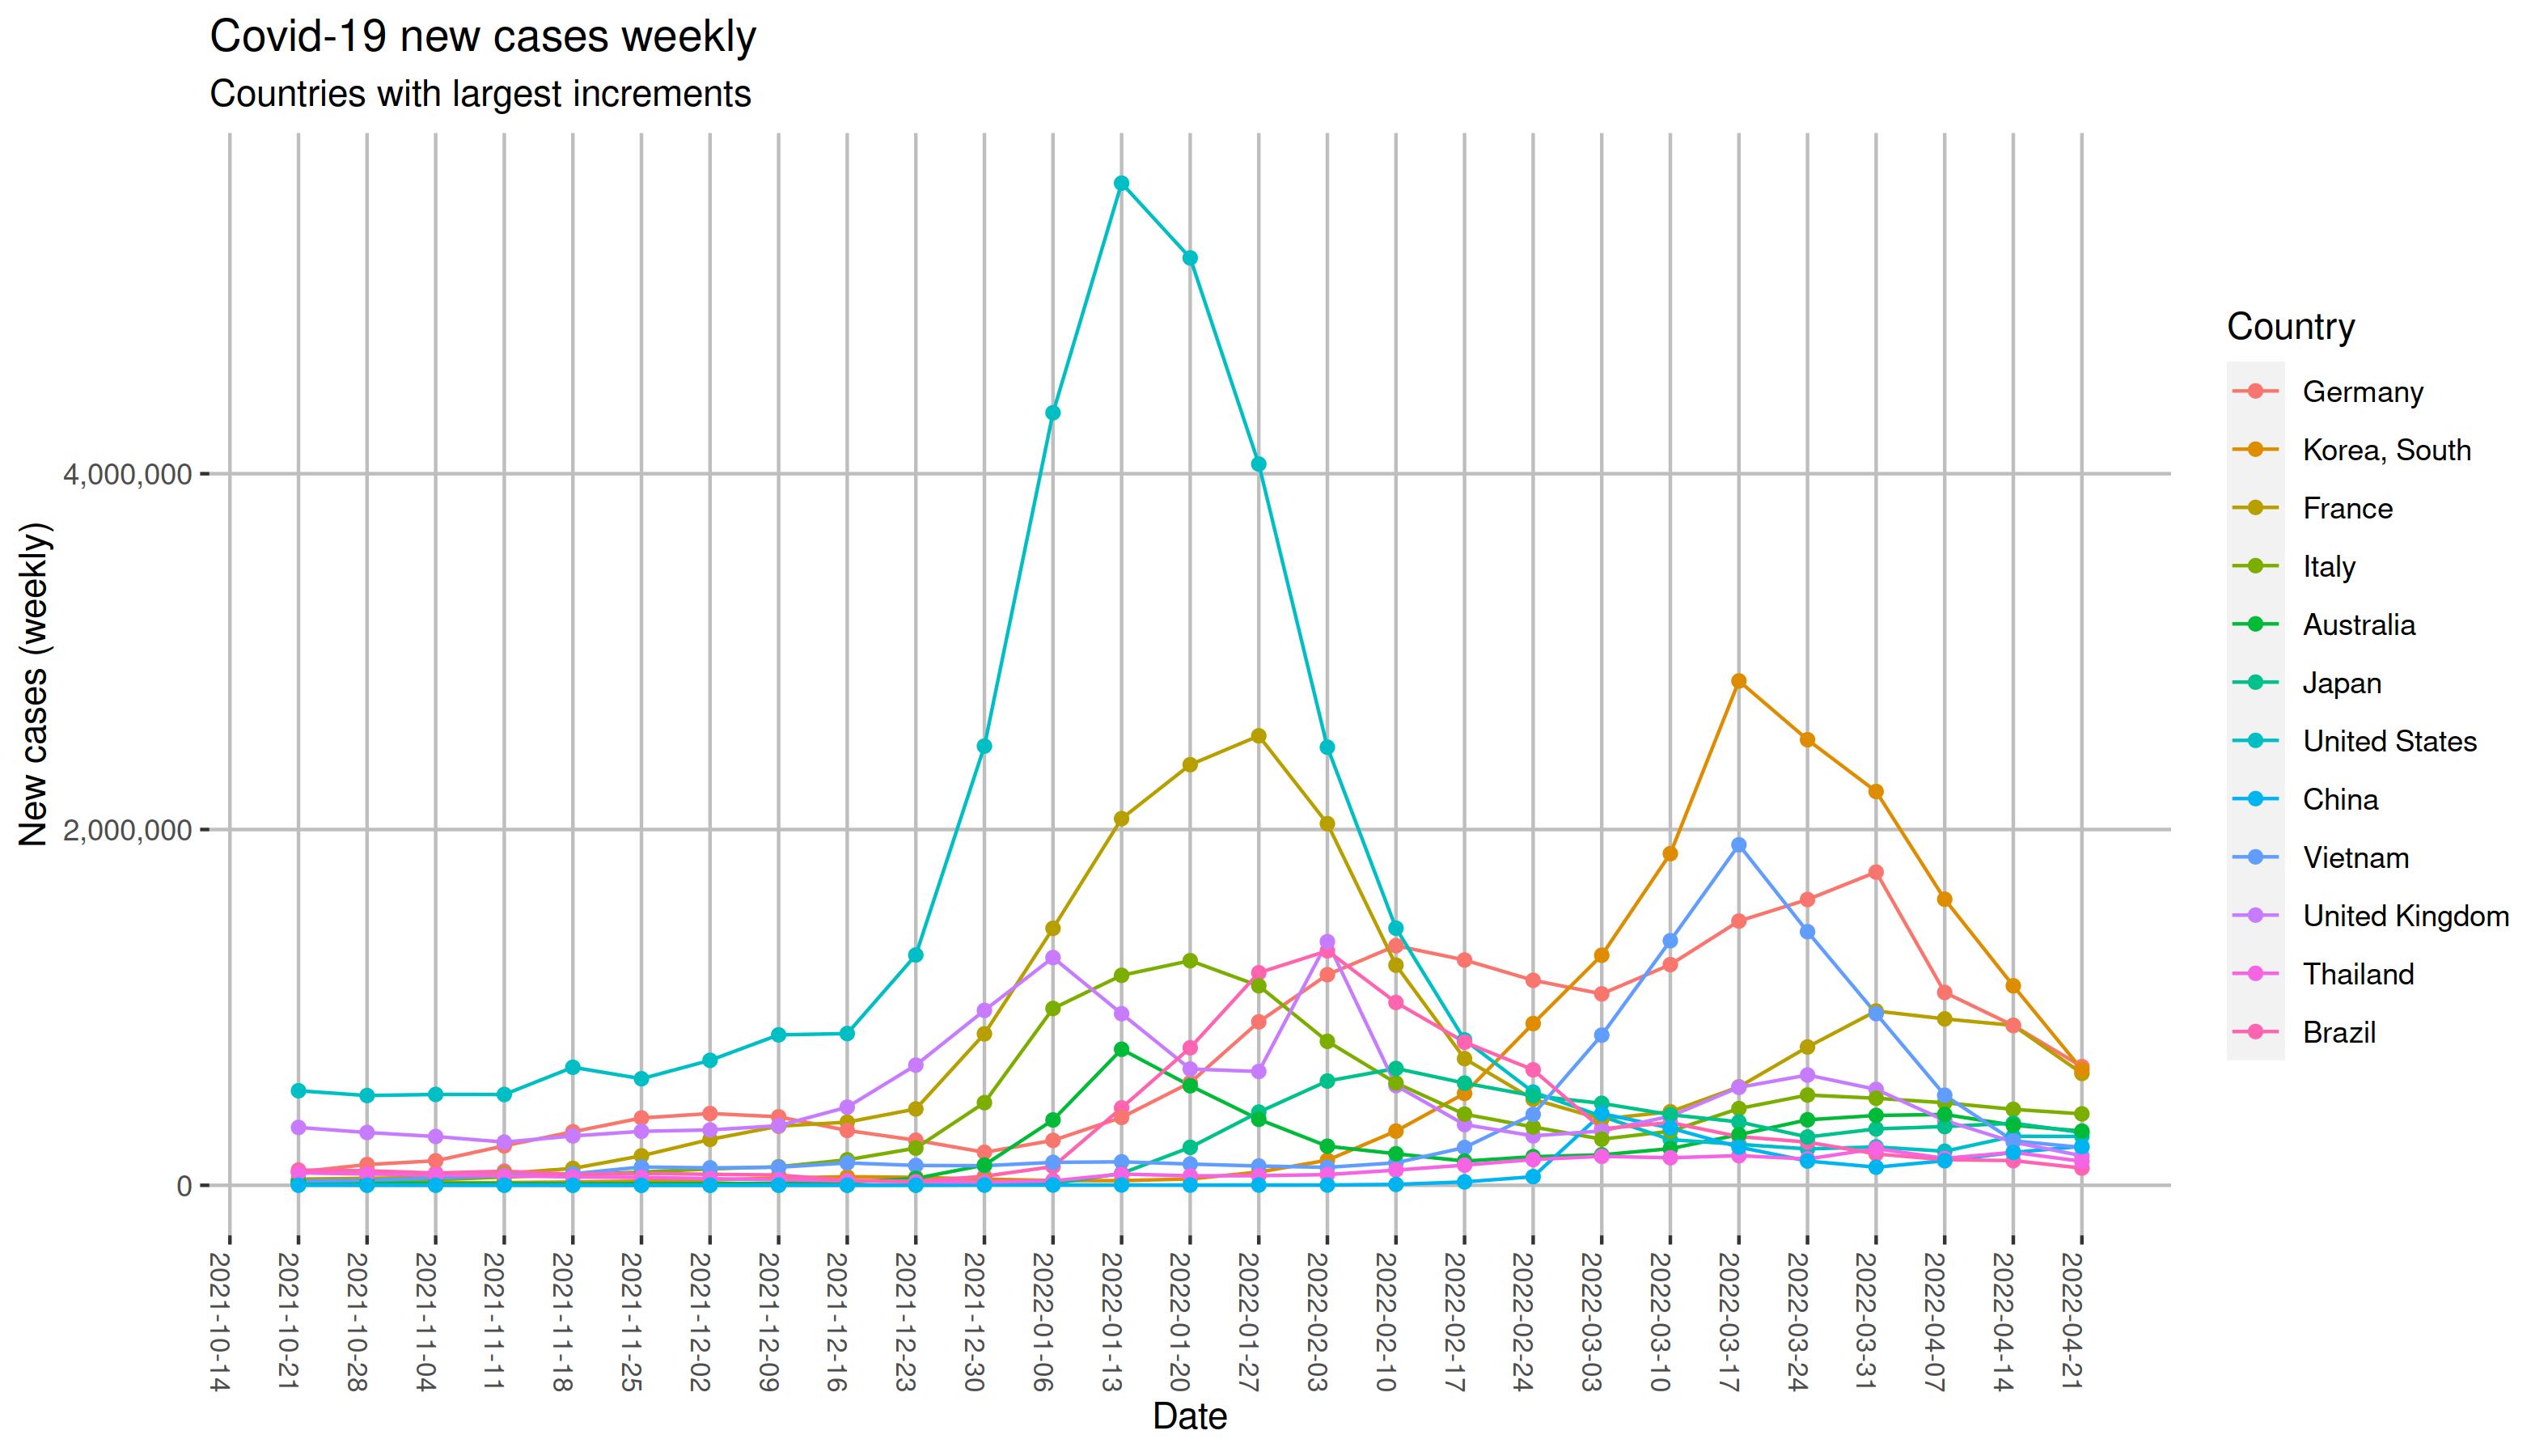 Covid-19 new cases weekly
Countries with largest increments
New cases (weekly)
4,000,000
2,000,000
0
2021-10-14
2021-10-21
2021-10-28
2021-11-04
2021-11-11
2021-11-18
2021-11-25
2021-12-02
2021-12-09
2021-12-16
2021-12-23
2021-12-30
2022-01-06
2022-01-13
2022-01-20
2022-01-27
2022-02-03
2022-02-10
2022-02-17
2022-02-24
2022-03-03
2022-03-10
2022-03-17
2022-03-24
2022-03-31
2022-04-07
2022-04-14
2022-04-21
Date
Country
Germany
Korea, South
France
Italy
Australia
Japan
United States
China
Vietnam
United Kingdom
Thailand
Brazil